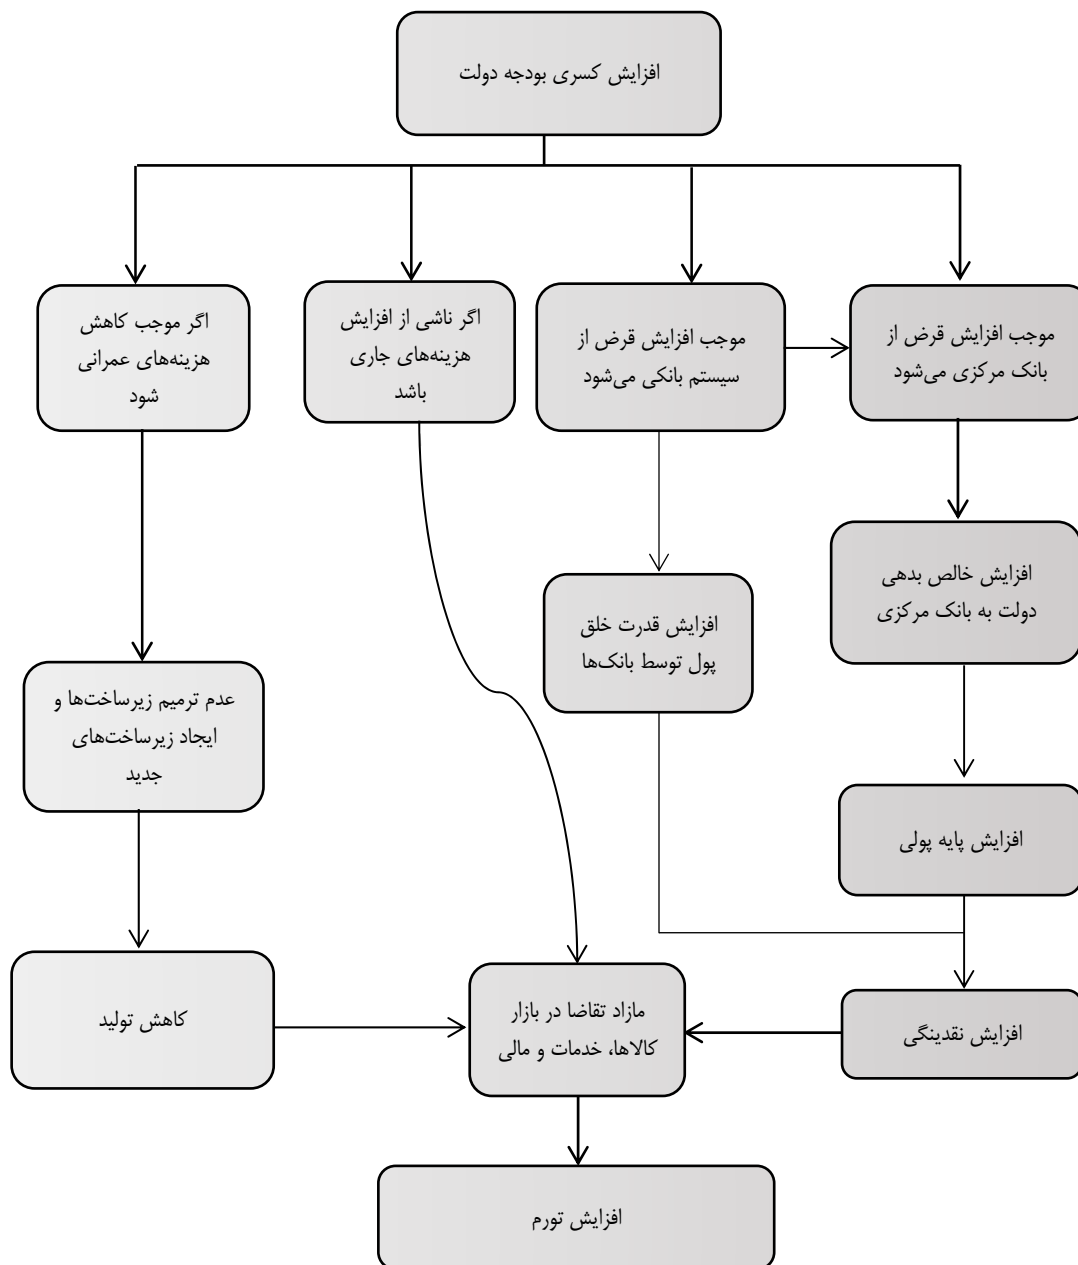 افزایش کسری بودجه دولت
موجب افزایش قرض از
بانک مرکزی می‌شود
موجب افزایش قرض از
سیستم بانکی می‌شود
اگر ناشی از افزایش
هزینه‌های جاری
باشد
اگر موجب کاهش
هزینه‌های عمرانی
شود
افزایش خالص بدهی
دولت به بانک مرکزی
افزایش قدرت خلق
پول توسط بانک‌ها
عدم ترمیم زیرساخت‌ها و
ایجاد زیرساخت‌های
جدید
افزایش پایه پولی
افزایش نقدینگی
مازاد تقاضا در بازار
کالاها، خدمات و مالی
کاهش تولید
افزایش تورم